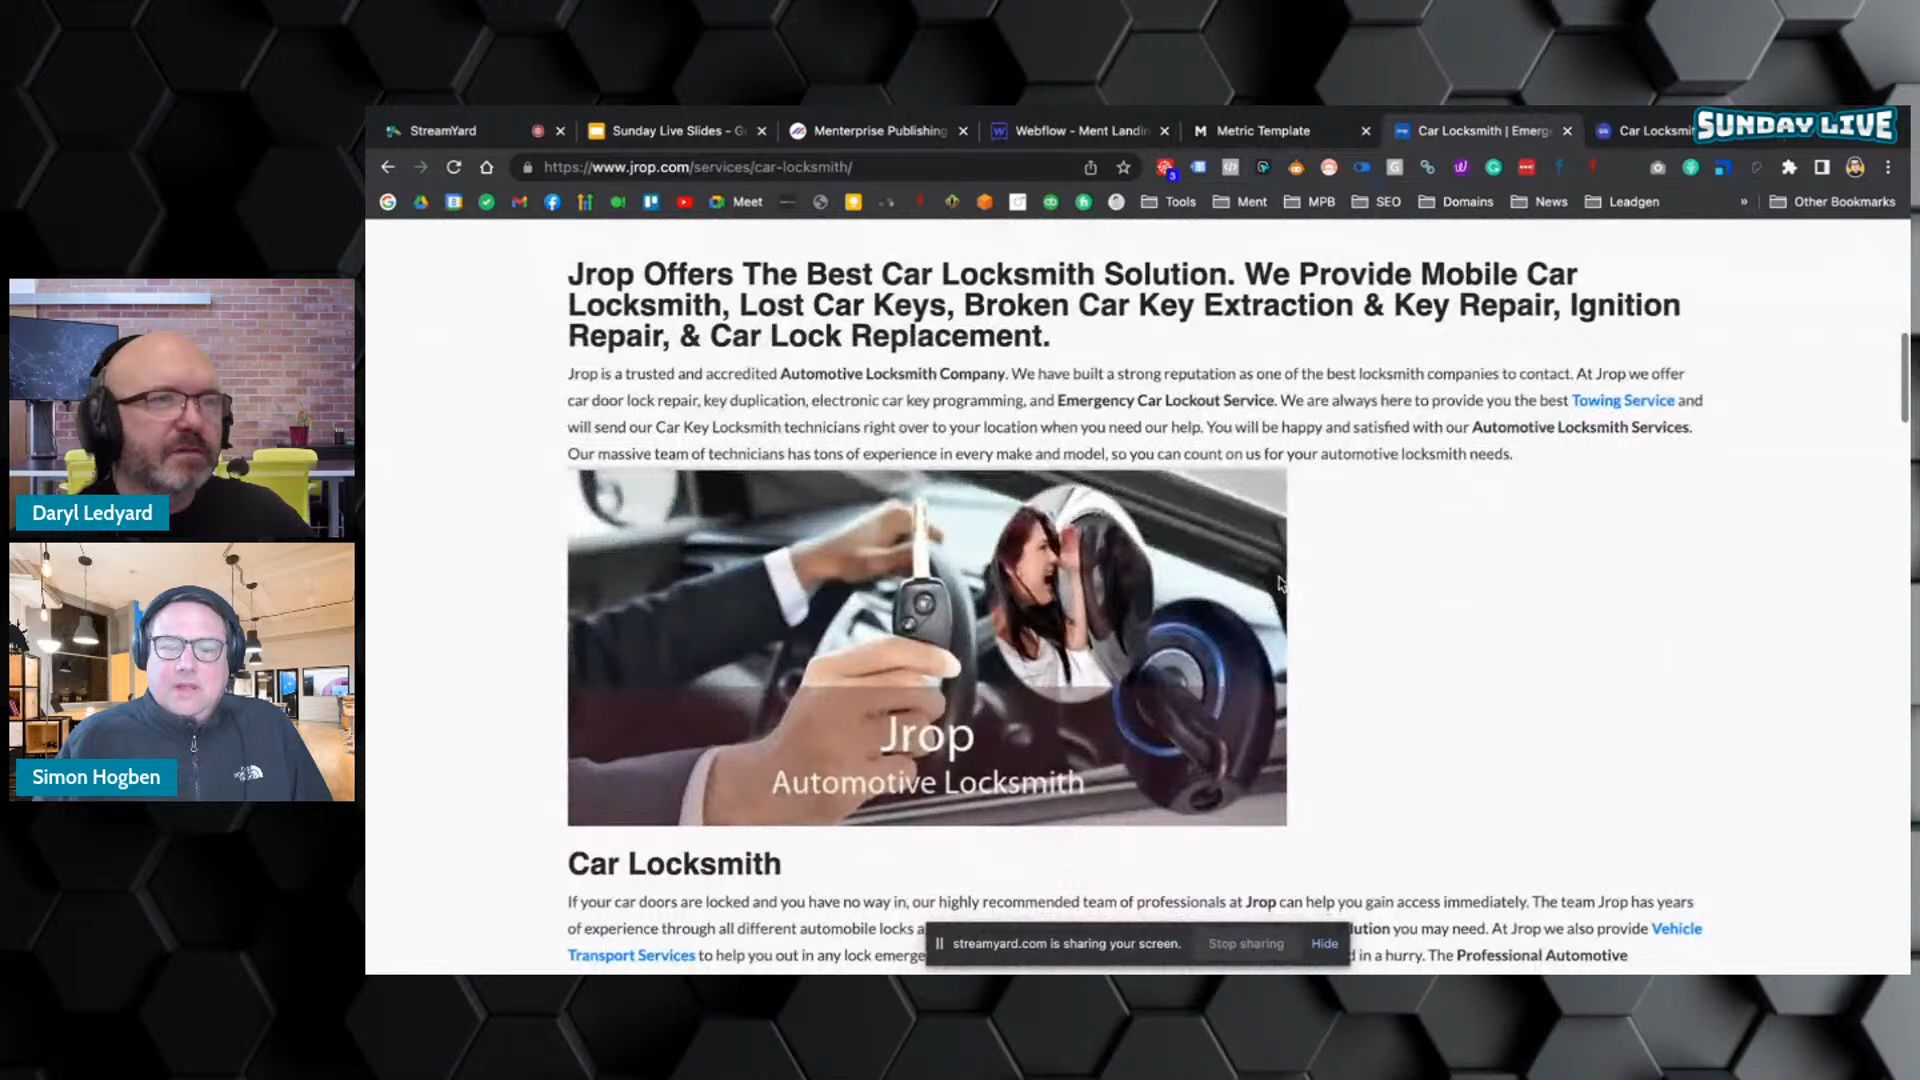 SUNDAY LIVE
StreamYard
Sunday Live Slides - G
Menterprise Publishing
Webflow - Ment Landin
Metric Template
Car Locksmith | Emerg
Car Locksmi
https://www.jrop.com/services/car-locksmith/
3
Meet
Tools
Ment
MPB
SEO
Domains
News
Leadgen
»
Other Bookmarks
Jrop Offers The Best Car Locksmith Solution. We Provide Mobile Car
Locksmith, Lost Car Keys, Broken Car Key Extraction & Key Repair, Ignition
Repair, & Car Lock Replacement.
Jrop is a trusted and accredited Automotive Locksmith Company. We have built a strong reputation as one of the best locksmith companies to contact. At Jrop we offer
car door lock repair, key duplication, electronic car key programming, and Emergency Car Lockout Service. We are always here to provide you the best Towing Service and
will send our Car Key Locksmith technicians right over to your location when you need our help. You will be happy and satisfied with our Automotive Locksmith Services.
Our massive team of technicians has tons of experience in every make and model, so you can count on us for your automotive locksmith needs.
Jrop
Automotive Locksmith
Car Locksmith
If your car doors are locked and you have no way in, our highly recommended team of professionals at Jrop can help you gain access immediately. The team Jrop has years
of experience through all different automobile locks a
lution you may need. At Jrop we also provide Vehicle
Transport Services to help you out in any lock emerge
d in a hurry. The Professional Automotive
streamyard.com is sharing your screen.
Stop sharing
Hide
Daryl Ledyard
Simon Hogben